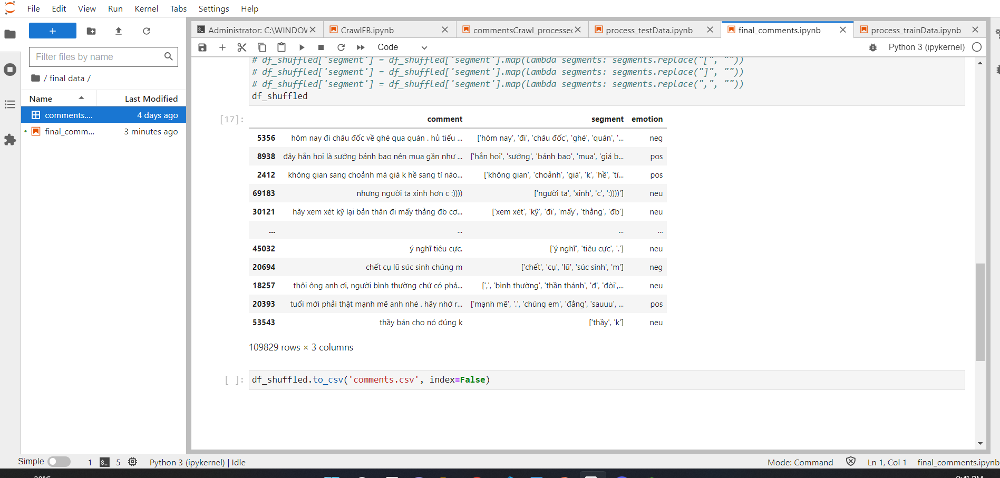 File Edit View Run Kernel Tabs Settings Help
Administrator: C:\WINDOW CrawlFB.ipynb commentsCrawl_processed process_testData.ipynb final_comments.ipynb process_trainData.ipynb
Filter files by name
Code Python 3 (ipykernel)
/ final data /
Name Last Modified
comments.... 4 days ago
final_comm... 3 minutes ago
# df_shuffled['segment'] = df_shuffled['segment'].map(lambda segments: segments.replace("[", ""))
# df_shuffled['segment'] = df_shuffled['segment'].map(lambda segments: segments.replace("]", ""))
# df_shuffled['segment'] = df_shuffled['segment'].map(lambda segments: segments.replace(",", ""))
df_shuffled
[17]:
comment segment emotion
5356 hôm nay đi châu đốc về ghé qua quán . hủ tiếu ... ['hôm nay', 'đi', 'châu đốc', 'ghé', 'quán', '... neg
8938 đây hẳn hoi là sưởng bánh bao nên mua gần như ... ['hẳn hoi', 'sưởng', 'bánh bao', 'mua', 'giá b... pos
2412 không gian sang choảnh mà giá k hề sang tí nào... ['không gian', 'choảnh', 'giá', 'k', 'hề', 'tí... pos
69183 nhưng người ta xinh hơn c :)))) ['người ta', 'xinh', 'c', ':))))'] neu
30121 hãy xem xét kỹ lại bản thân đi mấy thằng đb cơ... ['xem xét', 'kỹ', 'đi', 'mấy', 'thằng', 'đb'] neu
... ... ... ...
45032 ý nghĩ tiêu cực. ['ý nghĩ', 'tiêu cực', '.'] neu
20694 chết cụ lũ súc sinh chúng m ['chết', 'cụ', 'lũ', 'súc sinh', 'm'] neg
18257 thôi ông anh ơi, người bình thường chứ có phả... [',', 'bình thường', 'thần thánh', 'đ', 'đòi',... neu
20393 tuổi mới phải thật mạnh mẽ anh nhé . hãy nhớ r... ['mạnh mẽ', '.', 'chúng em', 'đằng', 'sauuu', ... pos
53543 thầy bán cho nó đúng k ['thầy', 'k'] neu
109829 rows × 3 columns
[ ]: df_shuffled.to_csv('comments.csv', index=False)
Simple 1 $_ 5 Python 3 (ipykernel) | Idle Mode: Command Ln 1, Col 1 final_comments.ipynb